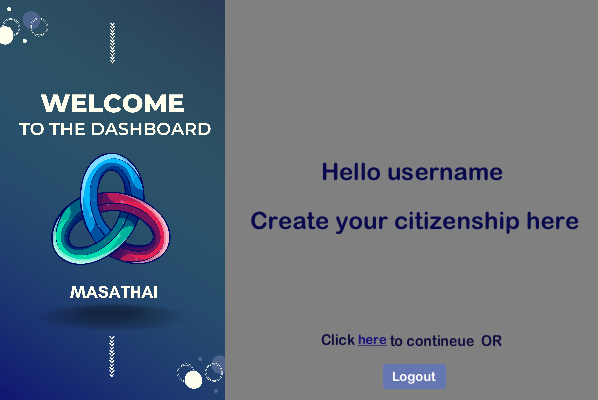 WELCOME
TO THE DASHBOARD
MASATHAI
Hello username
Create your citizenship here
Click here to contineue OR
Logout